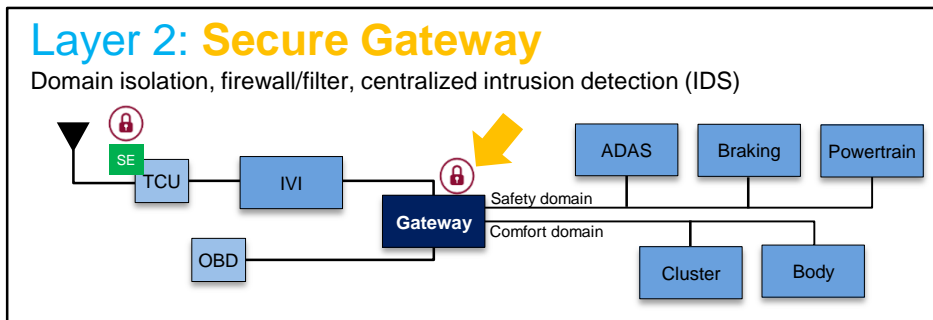 Layer 2: Secure Gateway
Domain isolation, firewall/filter, centralized intrusion detection (IDS)
SE
TCU
IVI
ADAS
Braking
Powertrain
Gateway
Safety domain
Comfort domain
OBD
Cluster
Body